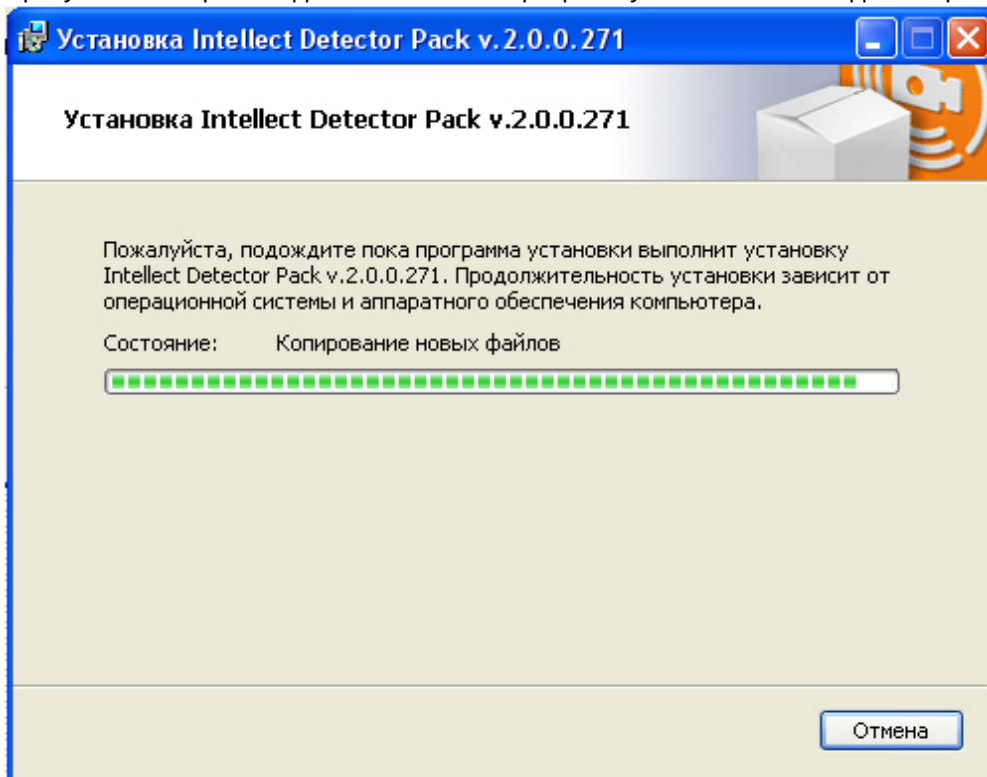 Установка Intellect Detector Pack v.2.0.0.271
Установка Intellect Detector Pack v.2.0.0.271
Пожалуйста, подождите пока программа установки выполнит установку
Intellect Detector Pack v.2.0.0.271. Продолжительность установки зависит от
операционной системы и аппаратного обеспечения компьютера.
Состояние: Копирование новых файлов
Отмена